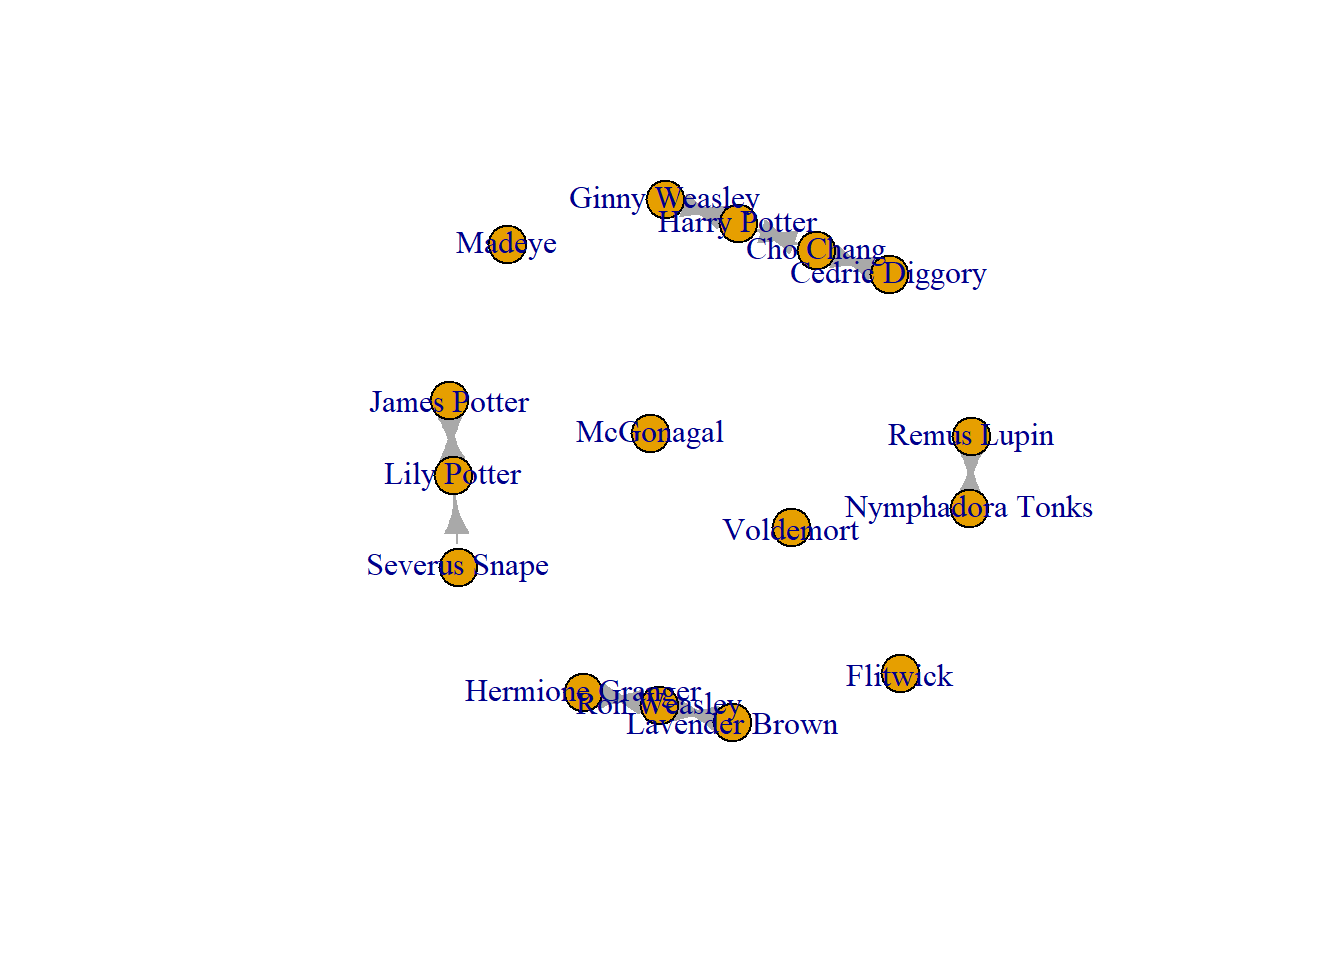 Ginny Weasley
Harry Potter
Madeye
Cho Chang
Cedric Diggory
James Potter
McGonagal
Remus Lupin
Lily Potter
Nymphadora Tonks
Voldemort
Severus Snape
Flitwick
Hermione Granger
Ron Weasley
Lavender Brown